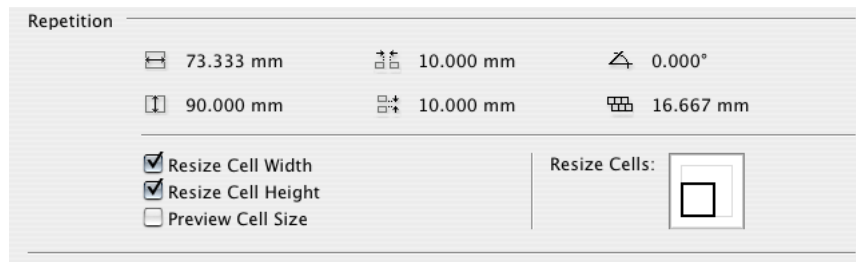 Repetition
73.333 mm 10.000 mm 0.000°
90.000 mm 10.000 mm 16.667 mm
Resize Cell Width Resize Cells:
Resize Cell Height
Preview Cell Size